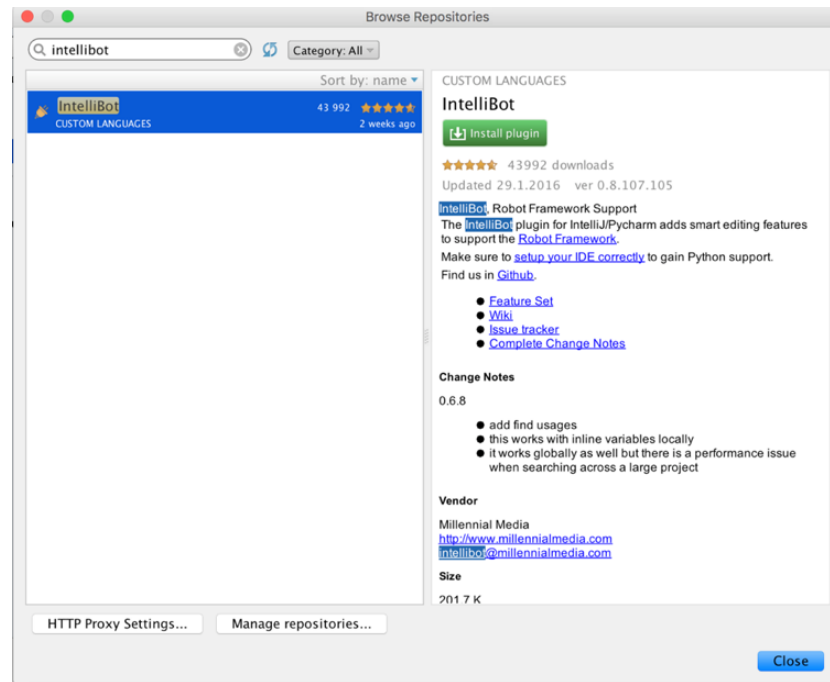 Browse Repositories
intellibot
Category: All
Sort by: name
IntelliBot
43 992
CUSTOM LANGUAGES
2 weeks ago
CUSTOM LANGUAGES
IntelliBot
Install plugin
43992 downloads
Updated 29.1.2016 ver 0.8.107.105
IntelliBot, Robot Framework Support
The IntelliBot plugin for IntelliJ/Pycharm adds smart editing features
to support the Robot Framework.
Make sure to setup your IDE correctly to gain Python support.
Find us in Github.
● Feature Set
● Wiki
● Issue tracker
● Complete Change Notes
Change Notes
0.6.8
● add find usages
● this works with inline variables locally
● it works globally as well but there is a performance issue
when searching across a large project
Vendor
Millennial Media
http://www.millennialmedia.com
intellibot@millennialmedia.com
Size
201.7 K
HTTP Proxy Settings...
Manage repositories...
Close